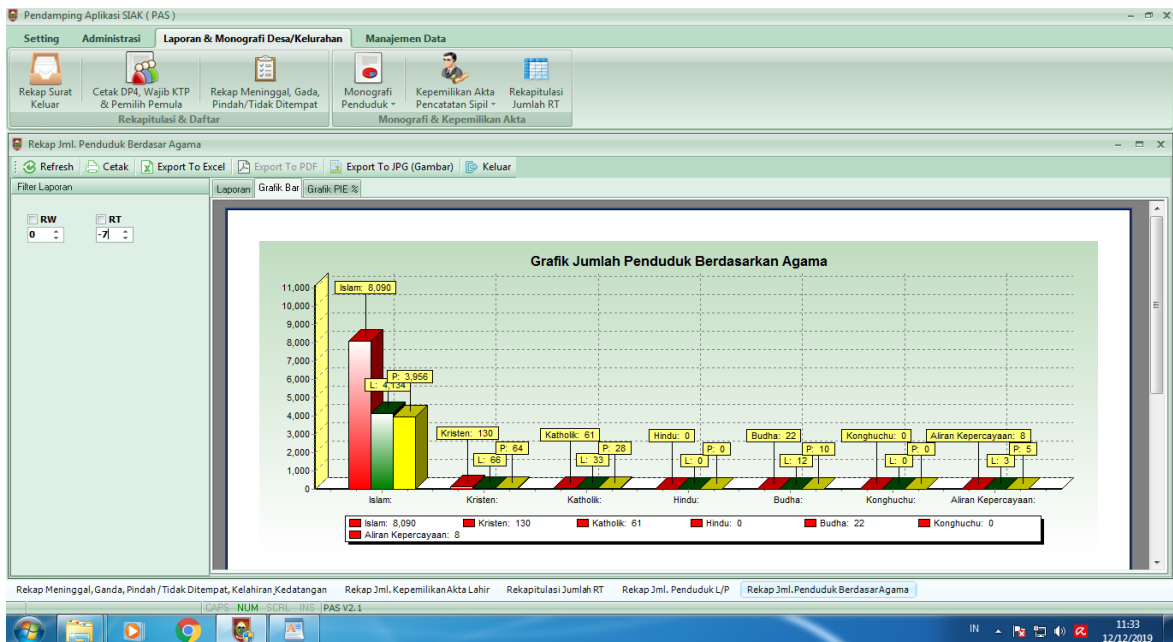 Pendamping Aplikasi SIAK ( PAS )
Setting Administrasi Laporan & Monografi Desa/Kelurahan Manajemen Data
Rekap Surat Keluar
Cetak DP4, Wajib KTP & Pemilih Pemula
Rekap Meninggal, Gada, Pindah/Tidak Ditempat
Monografi Penduduk
Kepemilikan Akta Pencatatan Sipil
Rekapitulasi Jumlah RT
Rekapitulasi & Daftar
Monografi & Kepemilikan Akta
Rekap Jml. Penduduk Berdasar Agama
Refresh Cetak Export To Excel Export To PDF Export To JPG (Gambar) Keluar
Filter Laporan
Laporan Grafik Bar Grafik PIE %
RW RT
0 -7
Grafik Jumlah Penduduk Berdasarkan Agama
11,000
10,000
9,000
8,000
7,000
6,000
5,000
4,000
3,000
2,000
1,000
0
Islam: 8,090
L: 4,134
P: 3,956
Kristen: 130
L: 66
P: 64
Katholik: 61
L: 33
P: 28
Hindu: 0
L: 0
P: 0
Budha: 22
L: 12
P: 10
Konghuchu: 0
L: 0
P: 0
Aliran Kepercayaan: 8
L: 3
P: 5
Islam: Kristen: Katholik: Hindu: Budha: Konghuchu: Aliran Kepercayaan:
Islam: 8,090 Kristen: 130 Katholik: 61 Hindu: 0 Budha: 22 Konghuchu: 0
Aliran Kepercayaan: 8
Rekap Meninggal, Ganda, Pindah /Tidak Ditempat, Kelahiran,Kedatangan Rekap Jml. Kepemilikan Akta Lahir Rekapitulasi Jumlah RT Rekap Jml. Penduduk L/P Rekap Jml.Penduduk Berdasar Agama
CAPS NUM SCRL INS PAS V2.1
IN
11:33
12/12/2019